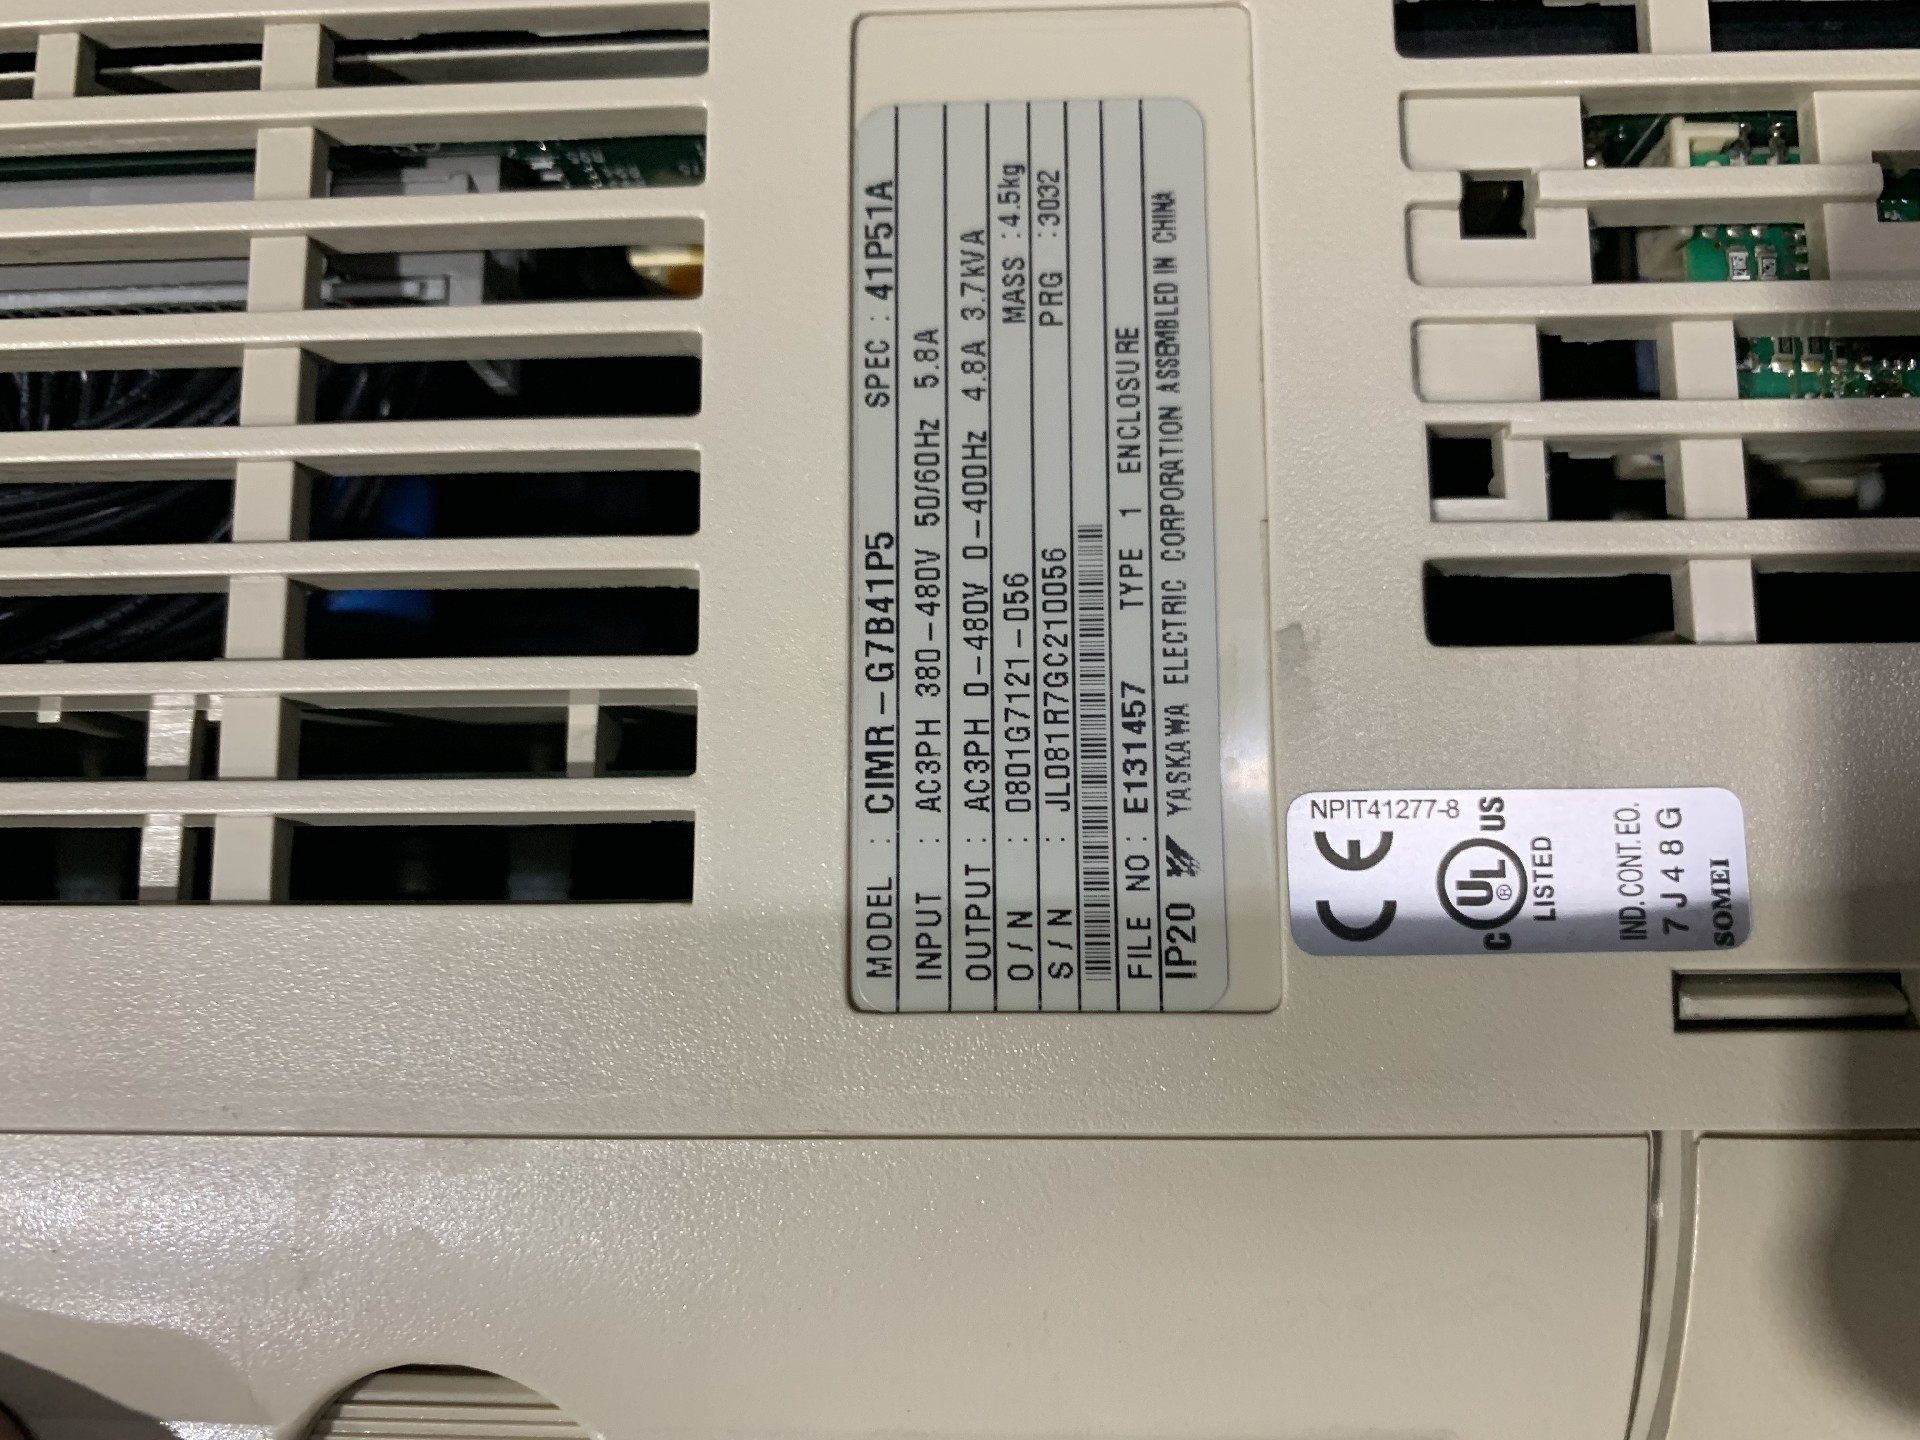 MODEL : CIMR-G7B41P5 SPEC : 41P51A
INPUT : AC3PH 380-480V 50/60Hz 5.8A
OUTPUT : AC3PH 0-480V 0-400Hz 4.8A 3.7kVA
O/N : 0801G7121-056 MASS : 4.5kg
S/N : JL081R7GC210056 PRG : 3032
FILE NO : E131457 TYPE 1 ENCLOSURE
IP20 YASKAWA ELECTRIC CORPORATION ASSEMBLED IN CHINA
NPIT41277-8
CE
C UL ® US
LISTED
IND.CONT.EQ.
7J48G
SOMEI